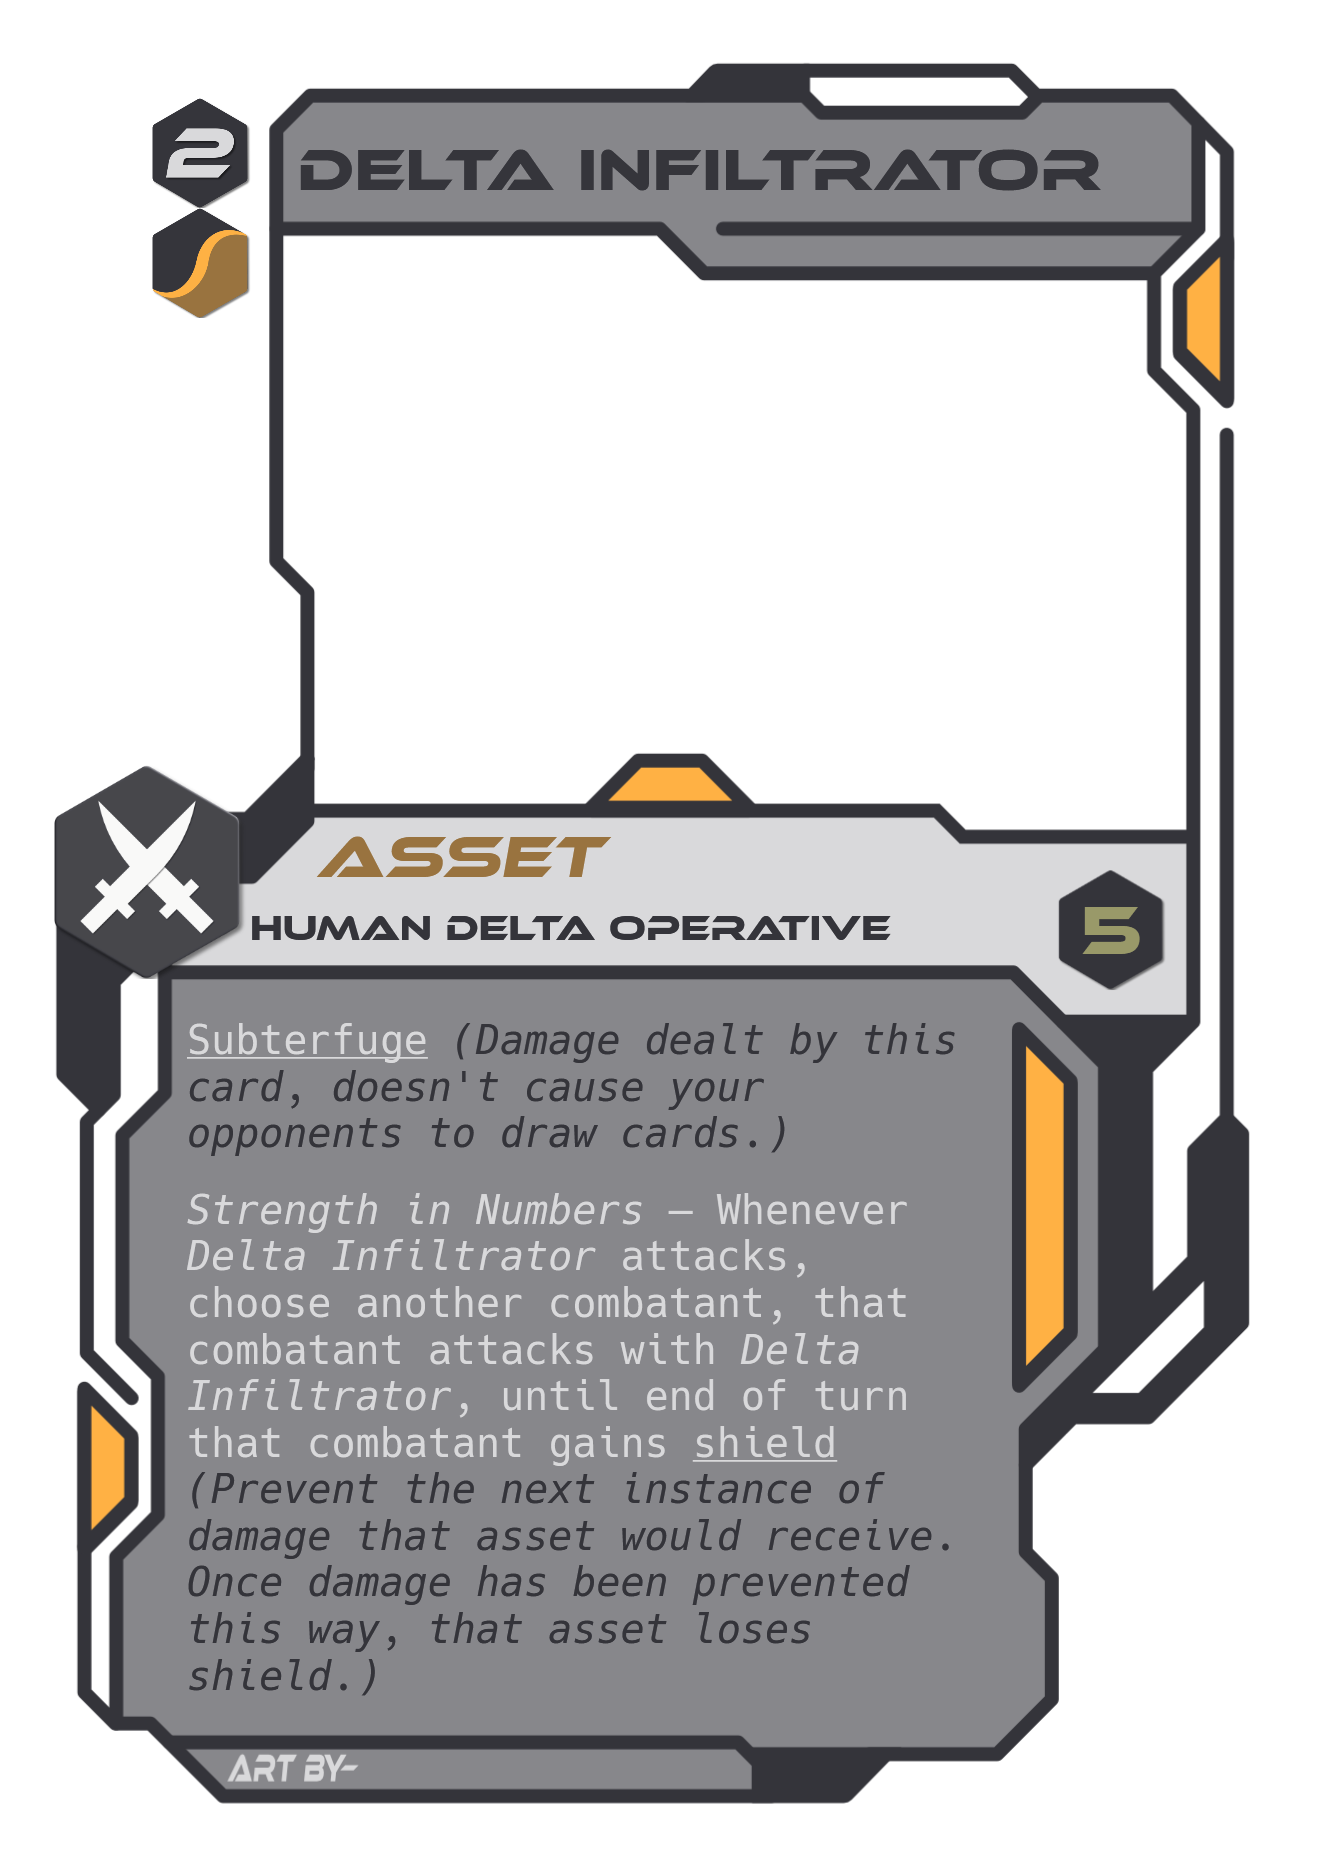 2
DELTA INFILTRATOR
ASSET
HUMAN DELTA OPERATIVE
5
Subterfuge (Damage dealt by this
card, doesn't cause your
opponents to draw cards.)
Strength in Numbers – Whenever
Delta Infiltrator attacks,
choose another combatant, that
combatant attacks with Delta
Infiltrator, until end of turn
that combatant gains shield
(Prevent the next instance of
damage that asset would receive.
Once damage has been prevented
this way, that asset loses
shield.)
ART BY-